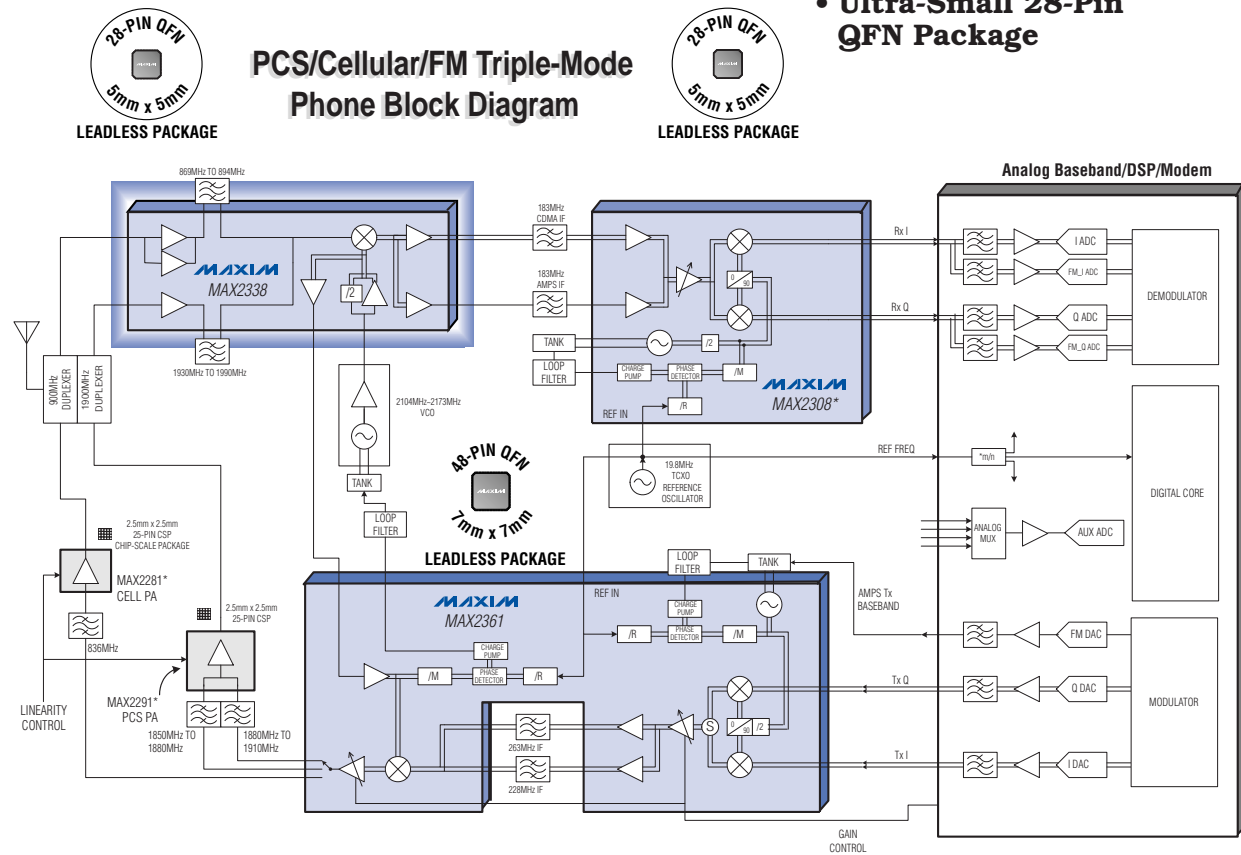 • Ultra-Small 28-Pin
QFN Package
28-PIN QFN
MAXIM
5mm x 5mm
LEADLESS PACKAGE
PCS/Cellular/FM Triple-Mode
Phone Block Diagram
28-PIN QFN
MAXIM
5mm x 5mm
LEADLESS PACKAGE
869MHz TO 894MHz
MAXIM
MAX2338
/2
1930MHz TO 1990MHz
900MHz
DUPLEXER
1900MHz
DUPLEXER
183MHz
CDMA IF
183MHz
AMPS IF
0
90
TANK
/2
LOOP
FILTER
CHARGE
PUMP
PHASE
DETECTOR
/M
/R
REF IN
MAXIM
MAX2308*
Analog Baseband/DSP/Modem
Rx I
I ADC
FM_I ADC
Rx Q
Q ADC
FM_Q ADC
DEMODULATOR
2104MHz–2173MHz
VCO
TANK
LOOP
FILTER
48-PIN QFN
MAXIM
7mm x 7mm
LEADLESS PACKAGE
19.8MHz
TCXO
REFERENCE
OSCILLATOR
REF FREQ
*m/n
DIGITAL CORE
ANALOG
MUX
AUX ADC
2.5mm x 2.5mm
25-PIN CSP
CHIP-SCALE PACKAGE
MAX2281*
CELL PA
836MHz
2.5mm x 2.5mm
25-PIN CSP
MAX2291*
PCS PA
LINEARITY
CONTROL
1850MHz TO
1880MHz
1880MHz TO
1910MHz
MAXIM
MAX2361
REF IN
LOOP
FILTER
TANK
CHARGE
PUMP
/R
PHASE
DETECTOR
/M
CHARGE
PUMP
/M
PHASE
DETECTOR
/R
263MHz IF
228MHz IF
S
0
90
/2
AMPS Tx
BASEBAND
FM DAC
Tx Q
Q DAC
Tx I
I DAC
MODULATOR
GAIN
CONTROL